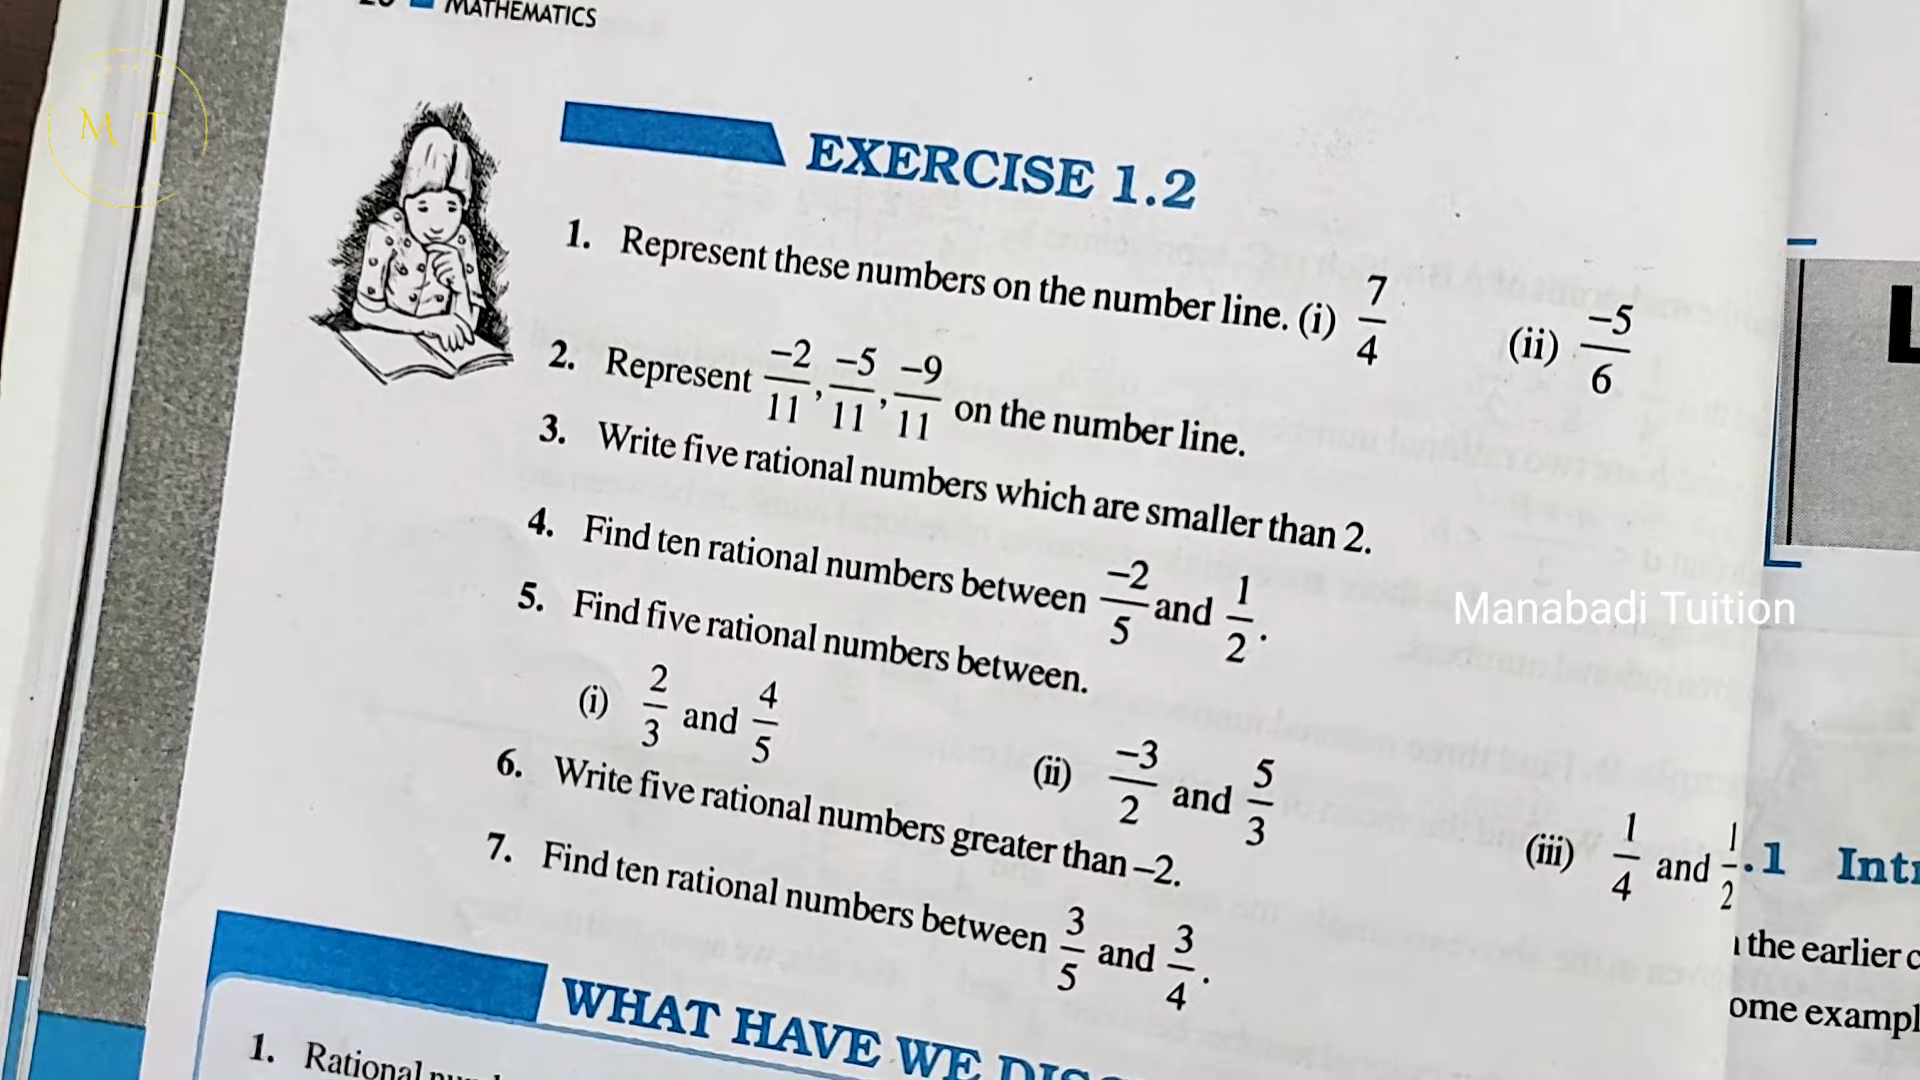 MATHEMATICS
M T
EXERCISE 1.2
1. Represent these numbers on the number line. (i) 7/4 (ii) -5/6
2. Represent -2/11, -5/11, -9/11 on the number line.
3. Write five rational numbers which are smaller than 2.
4. Find ten rational numbers between -2/5 and 1/2.
5. Find five rational numbers between.
(i) 2/3 and 4/5 (ii) -3/2 and 5/3 (iii) 1/4 and 1/2
6. Write five rational numbers greater than -2.
7. Find ten rational numbers between 3/5 and 3/4.
WHAT HAVE WE
1. Rational
Manabadi Tuition
.1
the earlier